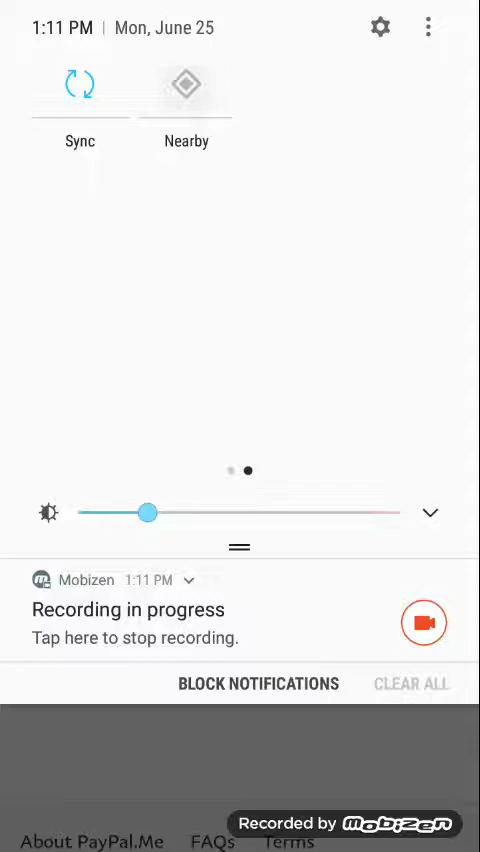 1:11 PM | Mon, June 25
Sync
Nearby
Mobizen 1:11 PM
Recording in progress
Tap here to stop recording.
BLOCK NOTIFICATIONS CLEAR ALL
Recorded by mobizen
About PayPal.Me FAQs Terms